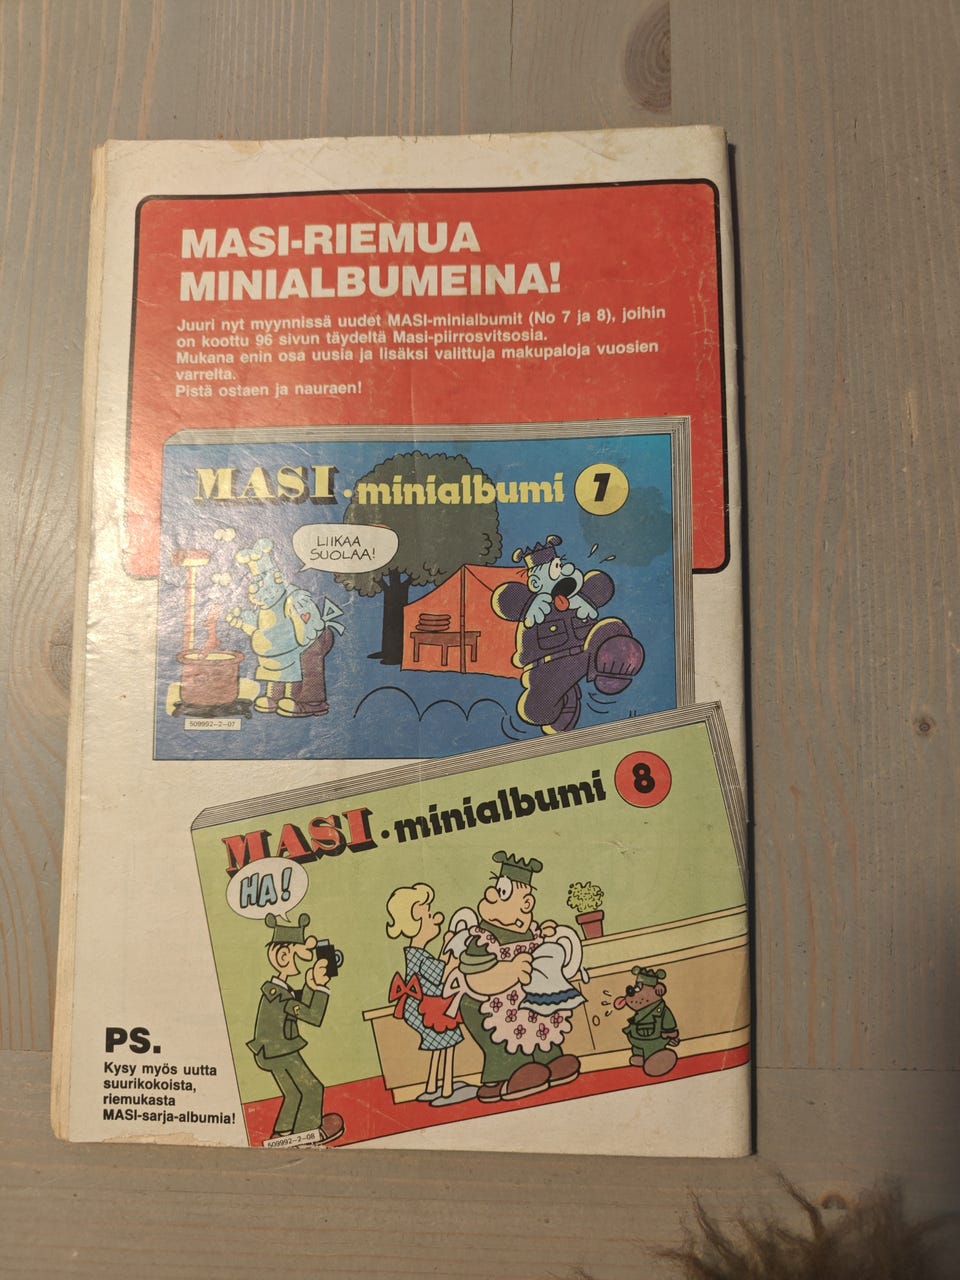 MASI-RIEMUA
MINIALBUMEINA!
Juuri nyt myynnissä uudet MASI-minialbumit (No 7 ja 8), joihin
on koottu 96 sivun täydeltä Masi-piirrosvitsosia.
Mukana enin osa uusia ja lisäksi valittuja makupaloja vuosien
varrelta.
Pistä ostaen ja nauraen!
MASI-minialbumi 7
LIIKAA
SUOLAA!
509992-2-07
MASI-minialbumi 8
HA!
509992-2-08
PS.
Kysy myös uutta
suurikokoista,
riemukasta
MASI-sarja-albumia!